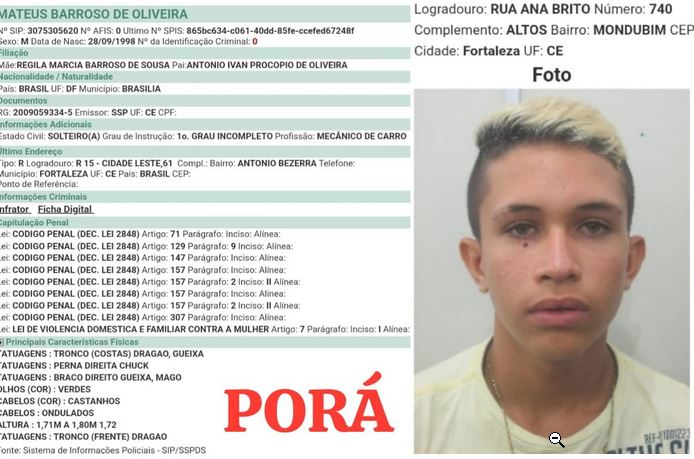 MATEUS BARROSO DE OLIVEIRA
Nº SIP: 3075305620 Nº AFIS: 0 Ultimo Nº SPIS: 865bc634-c061-40dd-85fe-ccefed67248f
Sexo: M Data de Nasc: 28/09/1998 Nº da Identificação Criminal: 0
Filiação
Mãe:REGILA MARCIA BARROSO DE SOUSA Pai:ANTONIO IVAN PROCOPIO DE OLIVEIRA
Nacionalidade / Naturalidade
País: BRASIL UF: DF Município: BRASILIA
Documentos
RG: 2009059334-5 Emissor: SSP UF: CE CPF:
Informações Adicionais
Estado Civil: SOLTEIRO(A) Grau de Instrução: 1o. GRAU INCOMPLETO Profissão: MECÂNICO DE CARRO
Último Endereço
Tipo: R Logradouro: R 15 - CIDADE LESTE,61 Compl.: Bairro: ANTONIO BEZERRA Telefone:
Município: FORTALEZA UF: CE País: BRASIL CEP:
Ponto de Referência:
Informações Criminais
nfrator Ficha Digital
Capitulação Penal
Lei: CODIGO PENAL (DEC. LEI 2848) Artigo: 71 Parágrafo: Inciso: Alínea:
Lei: CODIGO PENAL (DEC. LEI 2848) Artigo: 129 Parágrafo: 9 Inciso: Alínea:
Lei: CODIGO PENAL (DEC. LEI 2848) Artigo: 147 Parágrafo: Inciso: Alínea:
Lei: CODIGO PENAL (DEC. LEI 2848) Artigo: 157 Parágrafo: Inciso: Alínea:
Lei: CODIGO PENAL (DEC. LEI 2848) Artigo: 157 Parágrafo: 2 Inciso: II Alínea:
Lei: CODIGO PENAL (DEC. LEI 2848) Artigo: 157 Parágrafo: Inciso: Alínea:
Lei: CODIGO PENAL (DEC. LEI 2848) Artigo: 157 Parágrafo: 2 Inciso: II Alínea:
Lei: CODIGO PENAL (DEC. LEI 2848) Artigo: 307 Parágrafo: Inciso: Alínea:
Lei: LEI DE VIOLENCIA DOMESTICA E FAMILIAR CONTRA A MULHER Artigo: 7 Parágrafo: Inciso: I Alínea:
Principais Características Físicas
TATUAGENS : TRONCO (COSTAS) DRAGAO, GUEIXA
TATUAGENS : PERNA DIREITA CHUCK
TATUAGENS : BRACO DIREITO GUEIXA, MAGO
OLHOS (COR) : VERDES
CABELOS (COR) : CASTANHOS
CABELOS : ONDULADOS
ALTURA : 1,71M A 1,80M 1,72
TATUAGENS : TRONCO (FRENTE) DRAGAO
Fonte: Sistema de Informações Policiais - SIP/SSPDS
PORÁ
Logradouro: RUA ANA BRITO Número: 740
Complemento: ALTOS Bairro: MONDUBIM CEP
Cidade: Fortaleza UF: CE
Foto